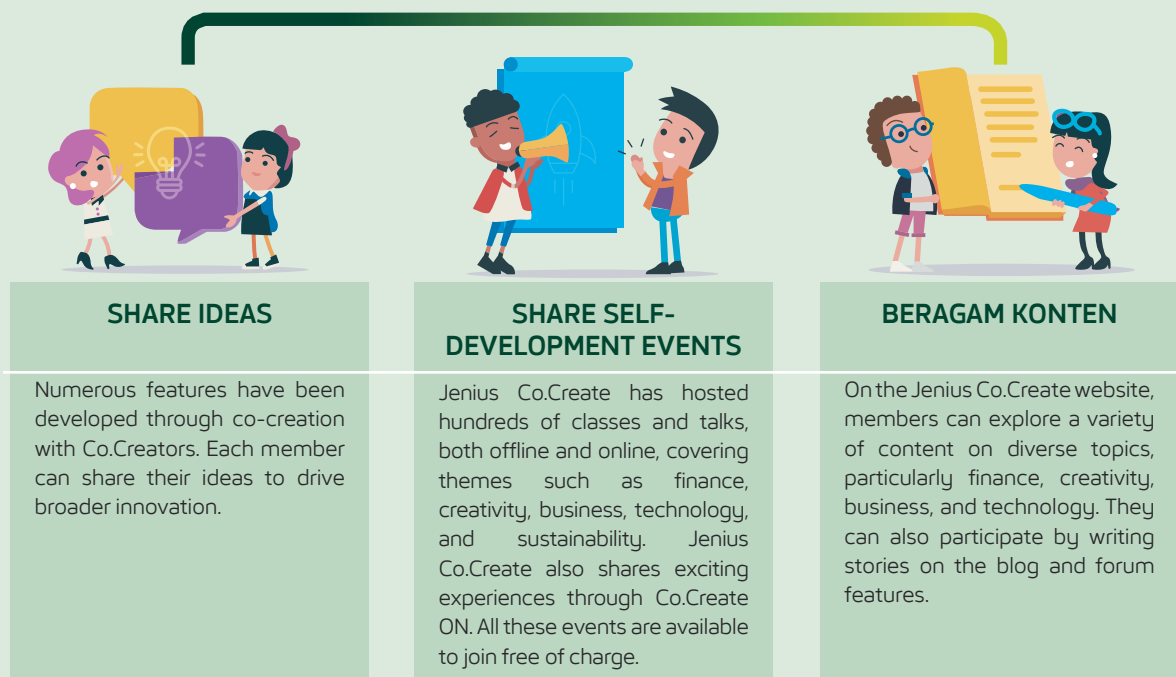 SHARE IDEAS
Numerous features have been
developed through co-creation
with Co.Creators. Each member
can share their ideas to drive
broader innovation.
SHARE SELF-
DEVELOPMENT EVENTS
Jenius Co.Create has hosted
hundreds of classes and talks,
both offline and online, covering
themes such as finance,
creativity, business, technology,
and sustainability. Jenius
Co.Create also shares exciting
experiences through Co.Create
ON. All these events are available
to join free of charge.
BERAGAM KONTEN
On the Jenius Co.Create website,
members can explore a variety
of content on diverse topics,
particularly finance, creativity,
business, and technology. They
can also participate by writing
stories on the blog and forum
features.